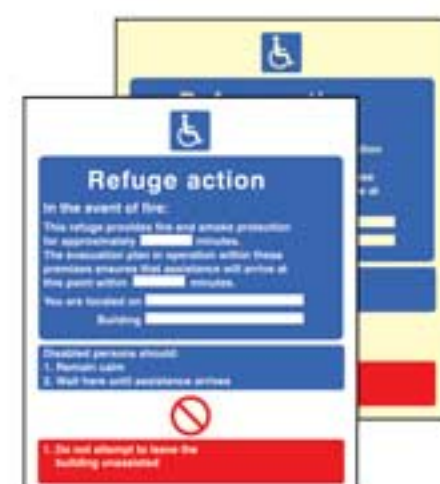 Refuge action
In the event of fire:
This refuge provides fire and smoke protection
for approximately minutes.
The evacuation plan in operation within these
premises ensures that assistance will arrive at
this point within minutes.
You are located on
Building
Disabled persons should:
1. Remain calm
2. Wait here until assistance arrives
1. Do not attempt to leave the
building unassisted